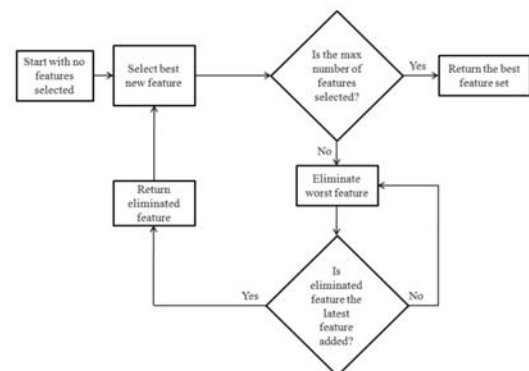 Start with no
features
selected
Select best
new feature
Is the max
number of
features
selected?
Yes
Return the best
feature set
No
Eliminate
worst feature
Return
eliminated
feature
Is
eliminated
feature the
latest
feature
added?
Yes
No